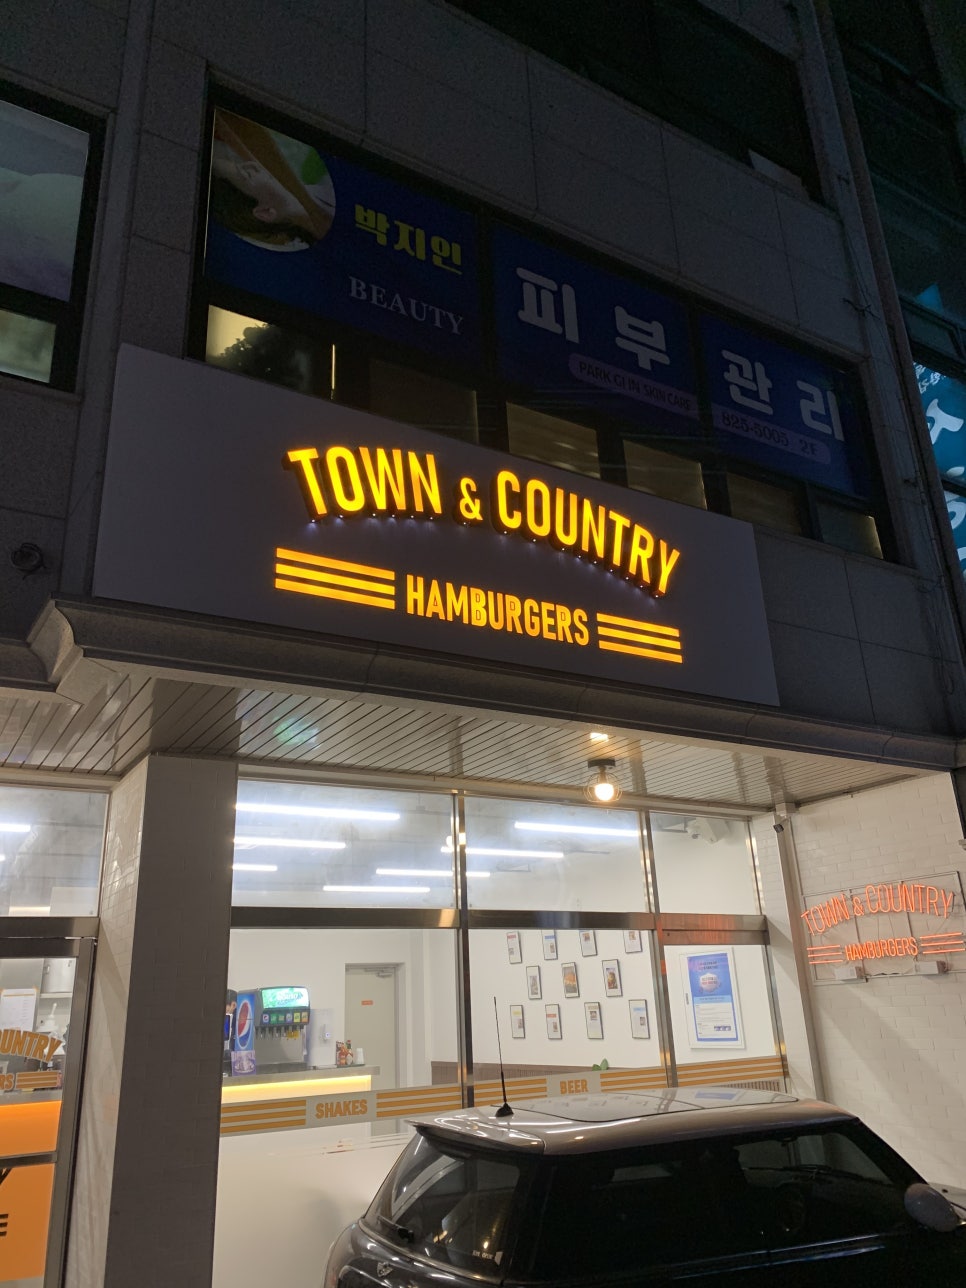 박지인
BEAUTY
피부관리
825-5005 2F
TOWN & COUNTRY
HAMBURGERS
TOWN & COUNTRY
HAMBURGERS
SHAKES
BEER